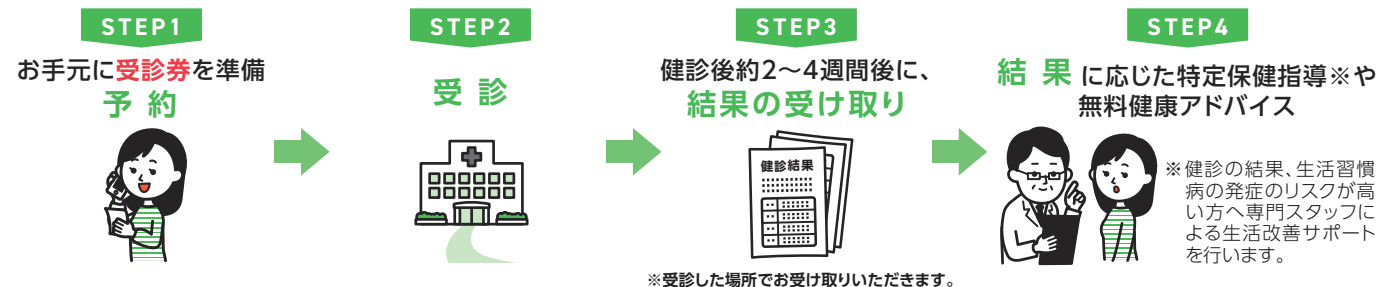 STEP1
お手元に受診券を準備
予約
STEP2
受診
STEP3
健診後約2〜4週間後に、
結果の受け取り
健診結果
※受診した場所でお受け取りいただきます。
STEP4
結果に応じた特定保健指導※や
無料健康アドバイス
※健診の結果、生活習慣
病の発症のリスクが高
い方へ専門スタッフに
よる生活改善サポート
を行います。